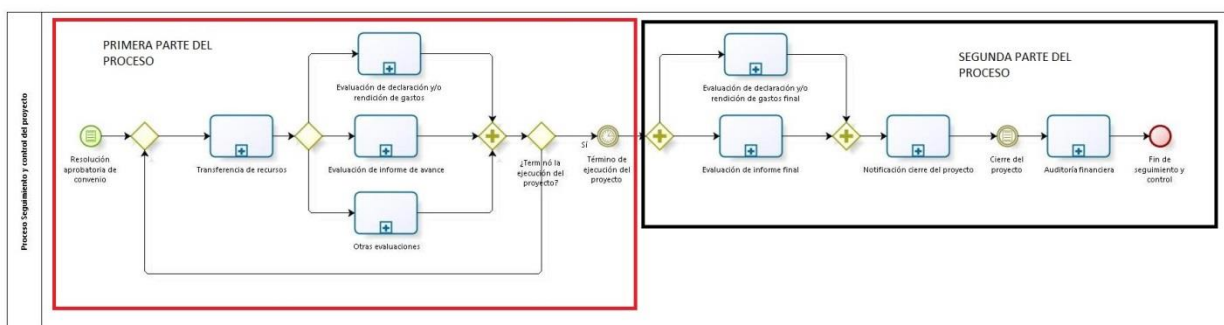 Proceso Seguimiento y control del proyecto
PRIMERA PARTE DEL
PROCESO
Evaluación de declaración y/o
rendición de gastos
Resolución
aprobatoria de
convenio
Transferencia de recursos
Evaluación de informe de avance
Otras evaluaciones
¿Terminó la
ejecución del
proyecto?
Sí
Término de
ejecución del
proyecto
SEGUNDA PARTE DEL
PROCESO
Evaluación de declaración y/o
rendición de gastos final
Evaluación de informe final
Notificación cierre del proyecto
Cierre del
proyecto
Auditoría financiera
Fin de
seguimiento y
control